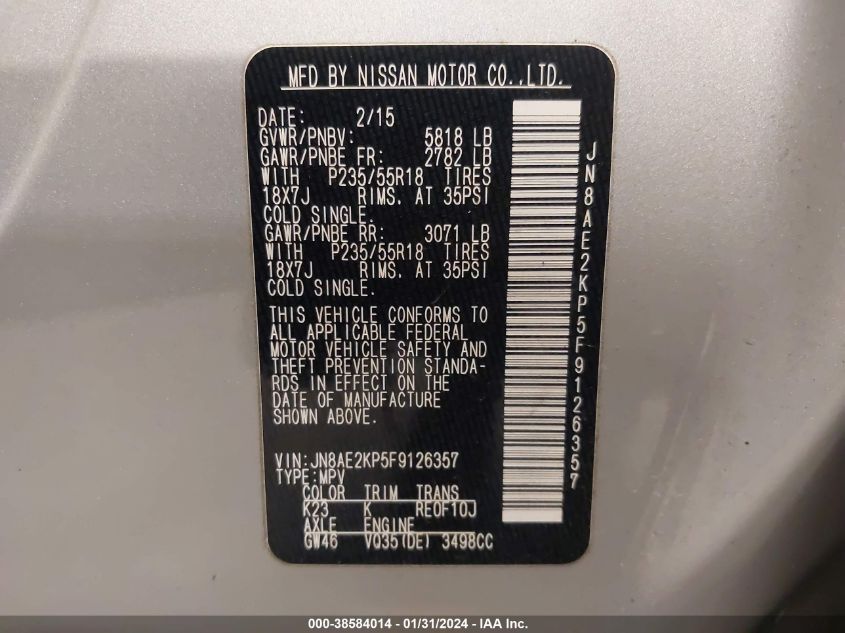 MFD BY NISSAN MOTOR CO.,LTD.
DATE: 2/15
GVWR/PNBV: 5818 LB
GAWR/PNBE FR: 2782 LB
WITH P235/55R18 TIRES
18X7J RIMS. AT 35PSI
COLD SINGLE.
GAWR/PNBE RR: 3071 LB
WITH P235/55R18 TIRES
18X7J RIMS. AT 35PSI
COLD SINGLE.
THIS VEHICLE CONFORMS TO
ALL APPLICABLE FEDERAL
MOTOR VEHICLE SAFETY AND
THEFT PREVENTION STANDA-
RDS IN EFFECT ON THE
DATE OF MANUFACTURE
SHOWN ABOVE.
VIN:JN8AE2KP5F9126357
TYPE:MPV
COLOR TRIM TRANS
K23 K RE0F10J
AXLE ENGINE
GW46 VQ35(DE) 3498CC
JN8AE2KP5F9126357
000-38584014 - 01/31/2024 - IAA Inc.